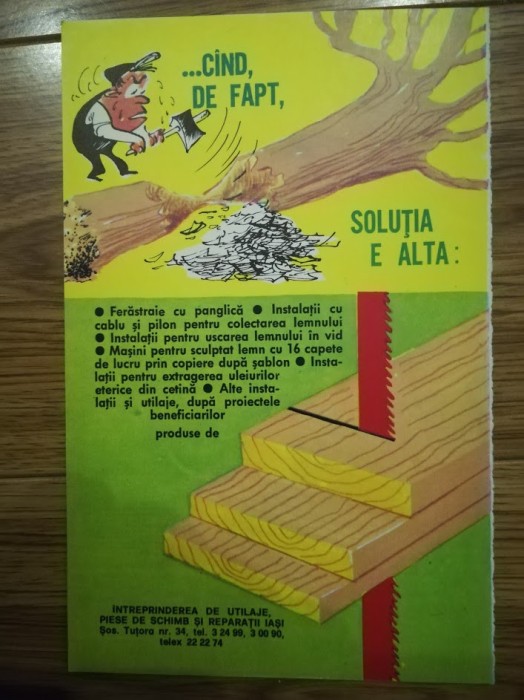 ...CÎND,
DE FAPT,
SOLUȚIA
E ALTA:
● Ferăstraie cu panglică ● Instalații cu
cablu și pilon pentru colectarea lemnului
● Instalații pentru uscarea lemnului în vid
● Mașini pentru sculptat lemn cu 16 capete
de lucru prin copiere după șablon ● Insta-
lații pentru extragerea uleiurilor
eterice din cetină ● Alte insta-
lații și utilaje, după proiectele
beneficiarilor
produse de
ÎNTREPRINDEREA DE UTILAJE,
PIESE DE SCHIMB ȘI REPARAȚII IAȘI
Șos. Țuțora nr. 34, tel. 3 24 99, 3 00 90,
telex 22 22 74